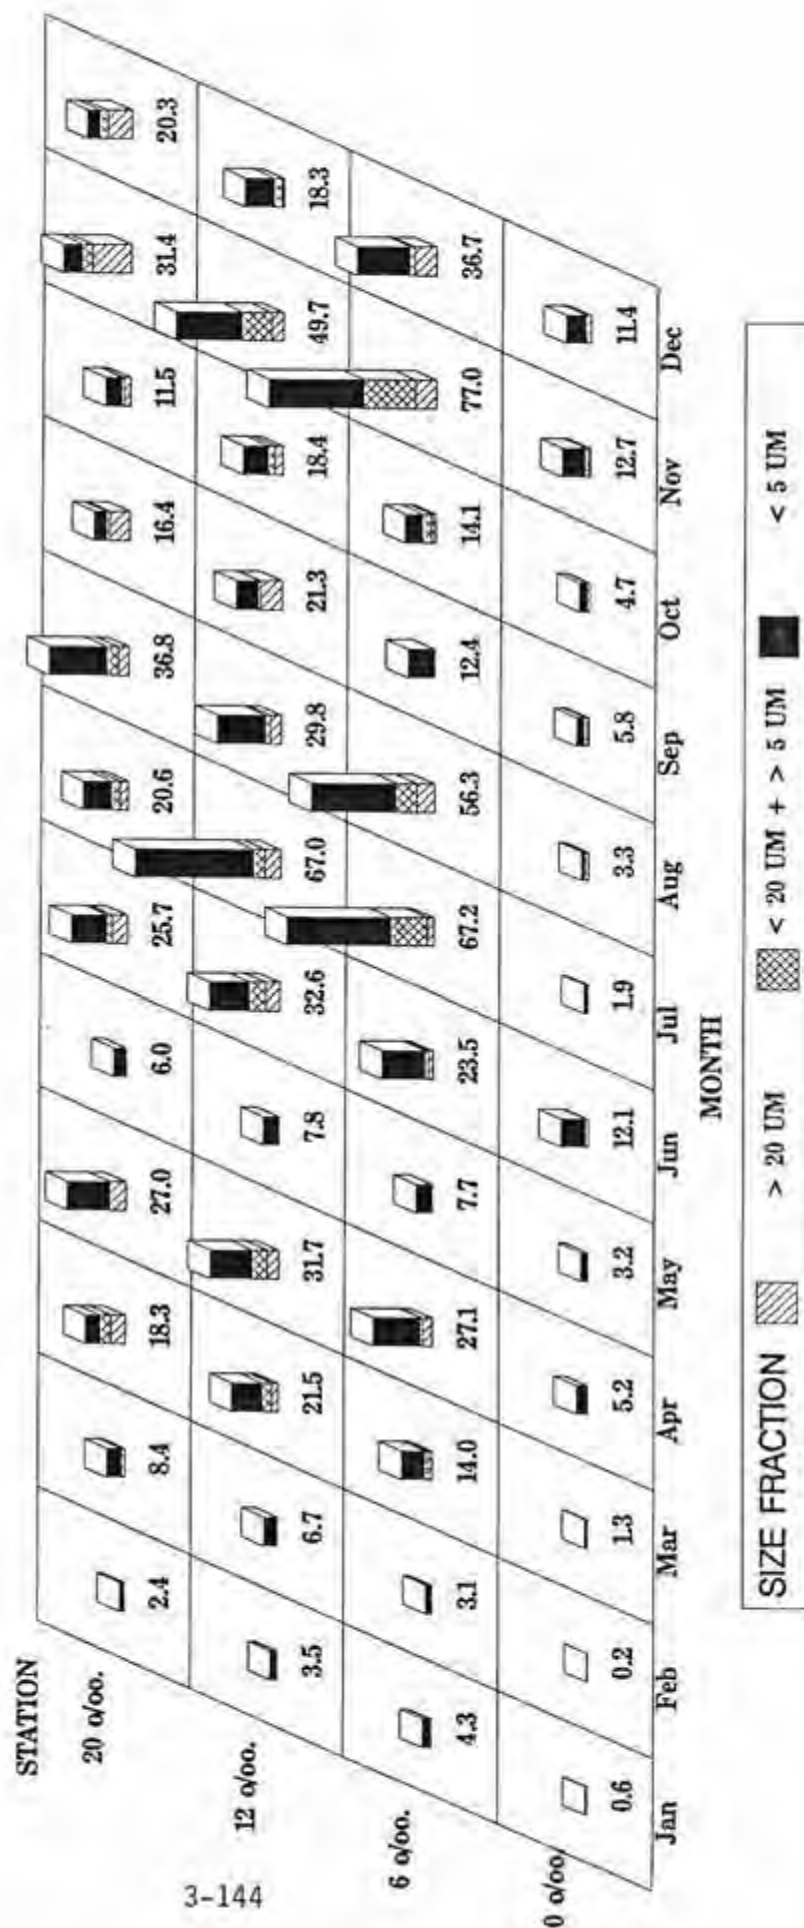 STATION
20 o/oo.
2.4 8.4 18.3 27.0 6.0 25.7 20.6 36.8 16.4 11.5 31.4 20.3
12 o/oo.
3.5 6.7 21.5 31.7 7.8 32.6 67.0 29.8 21.3 18.4 49.7 18.3
6 o/oo.
4.3 3.1 14.0 27.1 7.7 23.5 67.2 56.3 12.4 14.1 77.0 36.7
0 o/oo.
0.6 0.2 1.3 5.2 3.2 12.1 1.9 3.3 5.8 4.7 12.7 11.4
Jan Feb Mar Apr May Jun Jul Aug Sep Oct Nov Dec
MONTH
SIZE FRACTION > 20 UM < 20 UM + > 5 UM < 5 UM
3-144